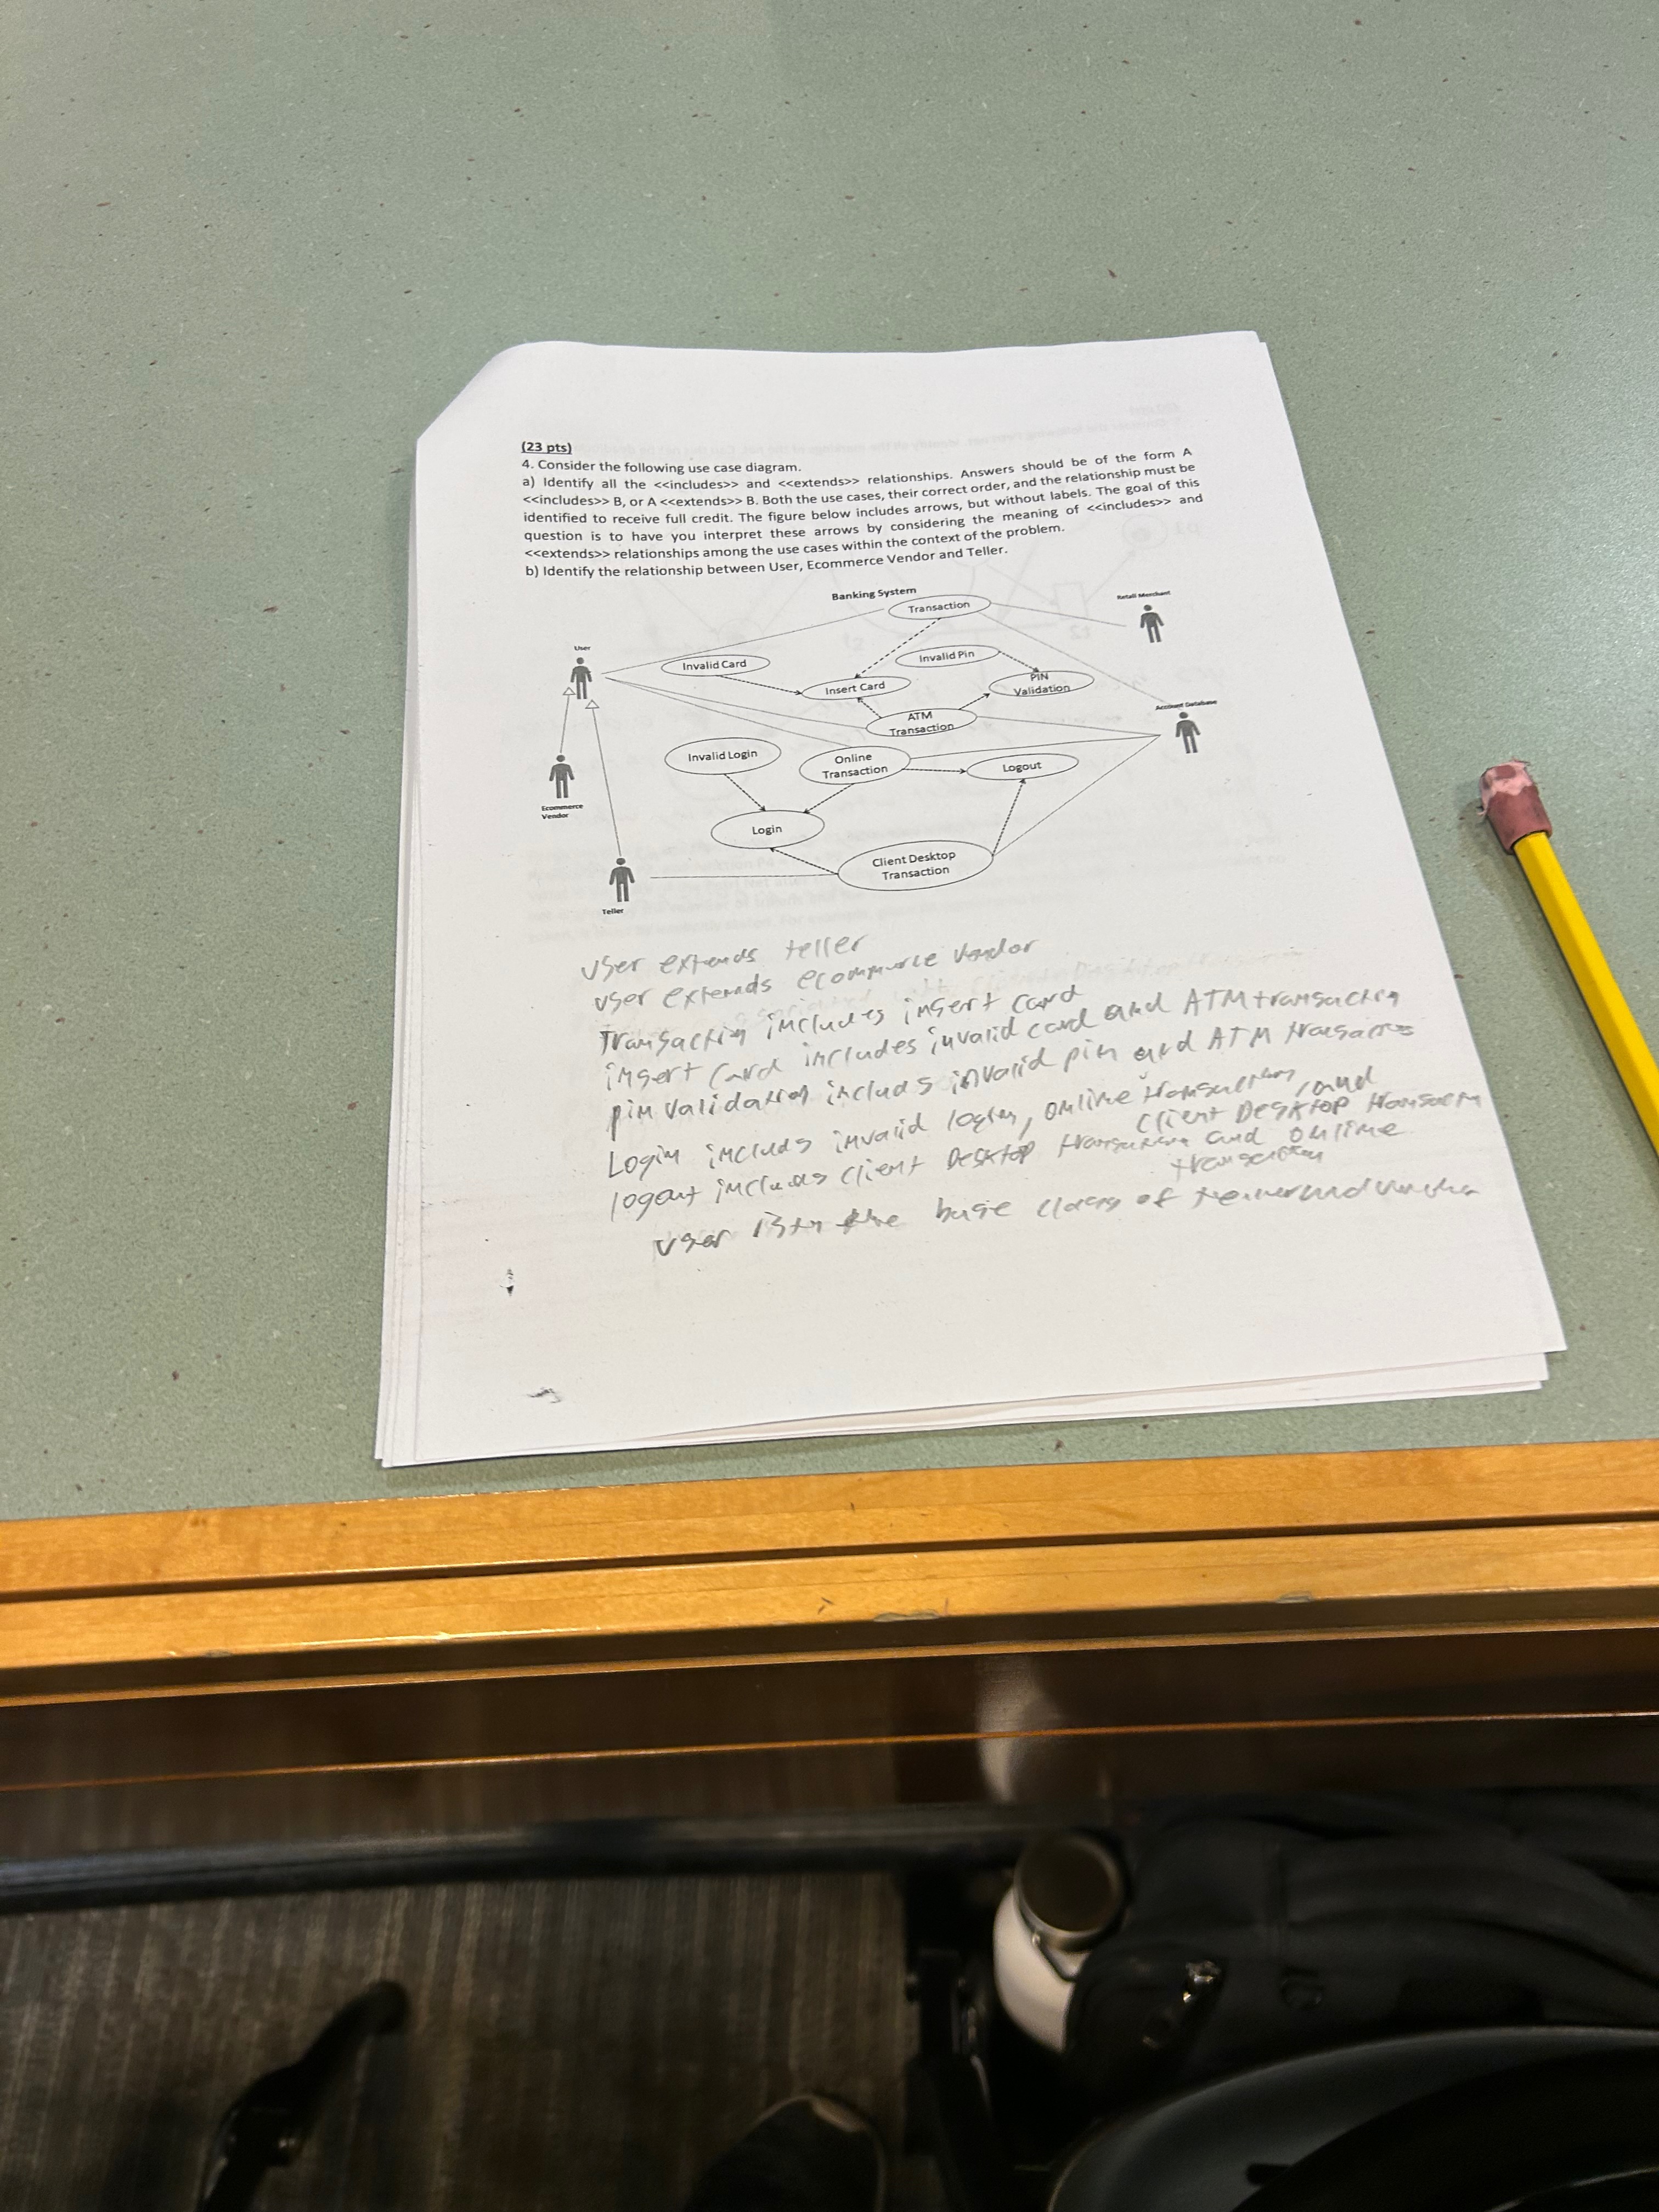 (23 pts)
4. Consider the following use case diagram.
a) Identify all the <<includes>> and <<extends>> relationships. Answers should be of the form A
<<includes>> B, or A <<extends>> B. Both the use cases, their correct order, and the relationship must be
identified to receive full credit. The figure below includes arrows, but without labels. The goal of this
question is to have you interpret these arrows by considering the meaning of <<includes>> and
<<extends>> relationships among the use cases within the context of the problem.
b) Identify the relationship between User, Ecommerce Vendor and Teller.
Banking System
Transaction
Retail Merchant
User
Invalid Card
Invalid Pin
Insert Card
PIN
Validation
ATM
Transaction
Account Database
Invalid Login
Online
Transaction
Logout
Ecommerce
Vendor
Login
Client Desktop
Transaction
Teller
User extends teller
User extends ecommerce vendor
Transaction includes insert card
insert card includes invalid card and ATM transaction
pin validation includs invalid pin and ATM
Login includs invalid login, online transaction, and
Client Desktop
logout includes client Desktop and online
transaction
User is the base class of